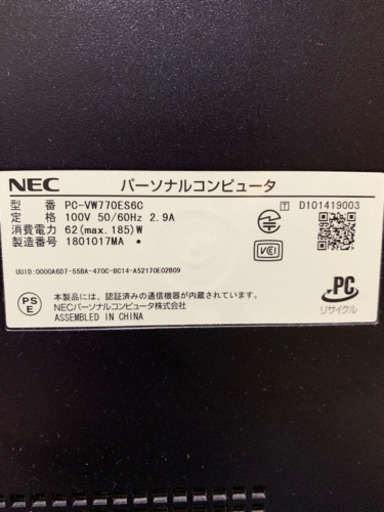 NEC パーソナルコンピュータ
型 番 PC-VW770ES6C
定 格 100V 50/60Hz 2.9A
消費電力 62(max.185)W
製造番号 1801017MA
T D101419003
VCCI
UUID:0000A6D7-55BA-470C-BC14-A52170E02B09
PS E
本製品には、認証済みの通信機器が内蔵されています。
NECパーソナルコンピュータ株式会社
ASSEMBLED IN CHINA
PC
リサイクル